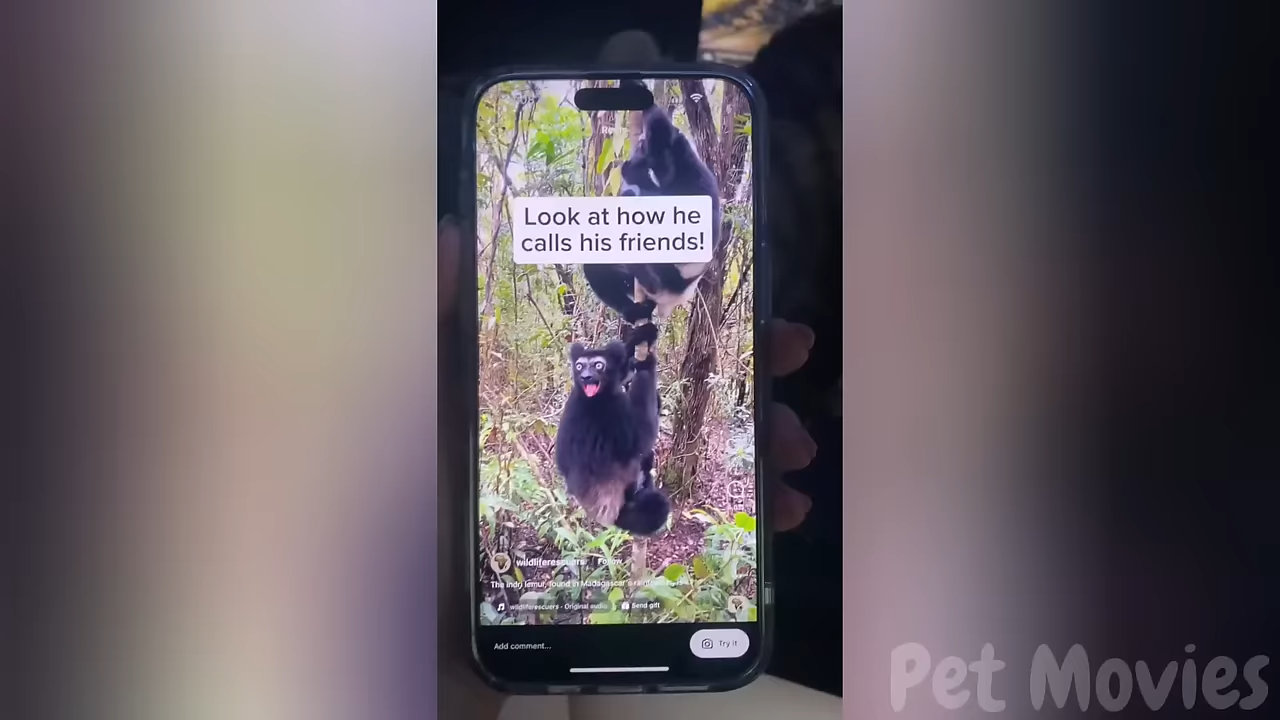 Look at how he
calls his friends!
wildliferescuers Follow
The indri lemur, found in Madagascar's
wildliferescuers · Original audio Send gift
Add comment...
Try it
Pet Movies